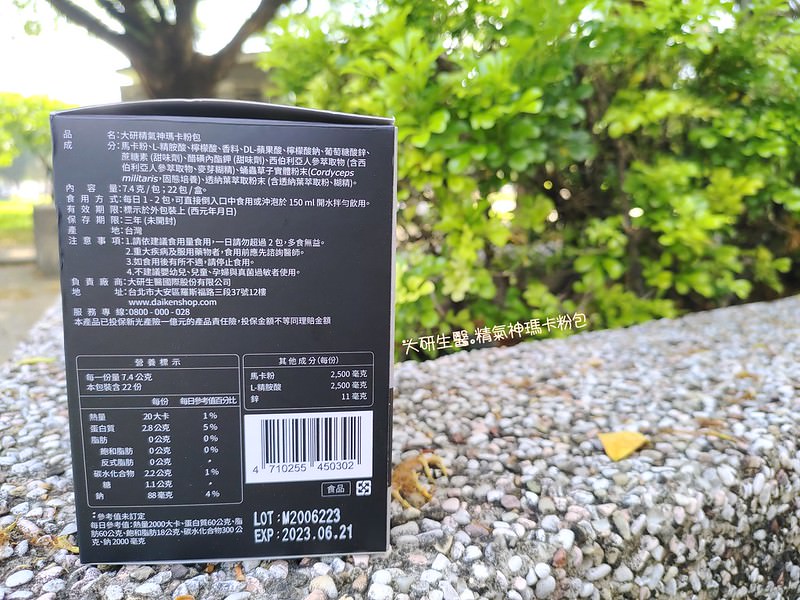 品名:大研精氣神瑪卡粉包
成分:馬卡粉、L-精胺酸、檸檬酸、香料、DL-蘋果酸、檸檬酸鈉、葡萄糖酸鋅、
蔗糖素 (甜味劑)、醋磺內酯鉀 (甜味劑)、西伯利亞人參萃取物 (含西
伯利亞人參萃取物、麥芽糊精)、蛹蟲草子實體粉末(Cordyceps
militaris、固態培養)、透納葉萃取粉末 (含透納葉萃取粉、糊精)。
內容量:7.4克/包;22包/盒。
食用方式:每日1-2包,可直接倒入口中食用或沖泡於150 ml開水拌勻飲用。
有效期限:標示於外包裝上 (西元年月日)
保存期限:三年 (未開封)
產地:台灣
注意事項:1.請依建議食用量食用,一日請勿超過2包,多食無益。
2.重大疾病及服用藥物者,食用前應先諮詢醫師。
3.如食用後有所不適,請停止食用。
4.不建議嬰幼兒、兒童、孕婦與真菌過敏者使用。
負責廠商:大研生醫國際股份有限公司
地址:台北市大安區羅斯福路三段37號12樓
www.daikenshop.com
服務專線:0800-000-028
本產品已投保新光產險一億元的產品責任險,投保金額不等同理賠金額
大研生醫。精氣神瑪卡粉包
營養標示
每一份量7.4公克
本包裝含22份
每份 每日參考值百分比
熱量 20大卡 1%
蛋白質 2.8公克 5%
脂肪 0公克 0%
飽和脂肪 0公克 0%
反式脂肪 0公克 *
碳水化合物 2.2公克 1%
糖 1.1公克 *
鈉 88毫克 4%
*參考值未訂定
每日參考值:熱量2000大卡、蛋白質60公克、脂
肪60公克、飽和脂肪18公克、碳水化合物300公
克、鈉2000毫克
其他成分(每份)
馬卡粉 2,500毫克
L-精胺酸 2,500毫克
鋅 11毫克
4 710255 450302
食品
LOT:M2006223
EXP:2023.06.21